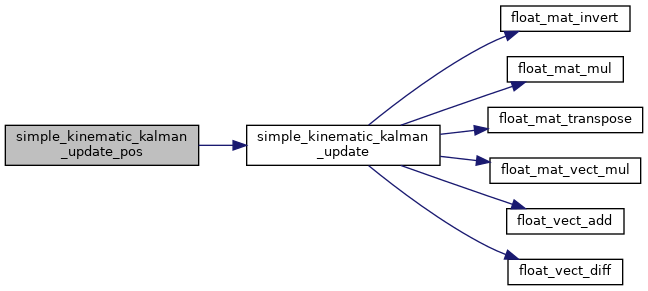 simple_kinematic_kalman
_update_pos
simple_kinematic_kalman
_update
float_mat_invert
float_mat_mul
float_mat_transpose
float_mat_vect_mul
float_vect_add
float_vect_diff